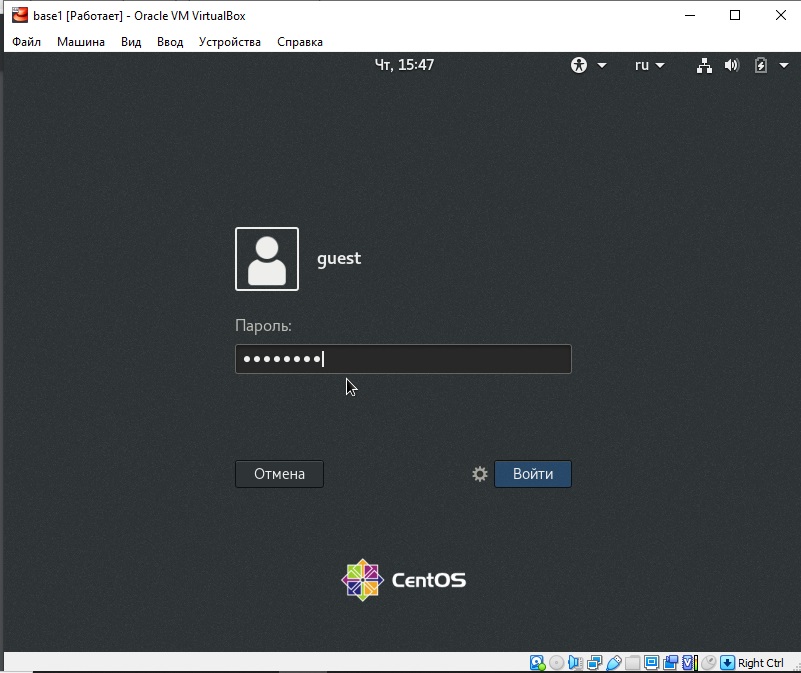 base1 [Работает] - Oracle VM VirtualBox
Файл Машина Вид Ввод Устройства Справка
Чт, 15:47 ru
guest
Пароль:
••••••••
Отмена Войти
CentOS
Right Ctrl